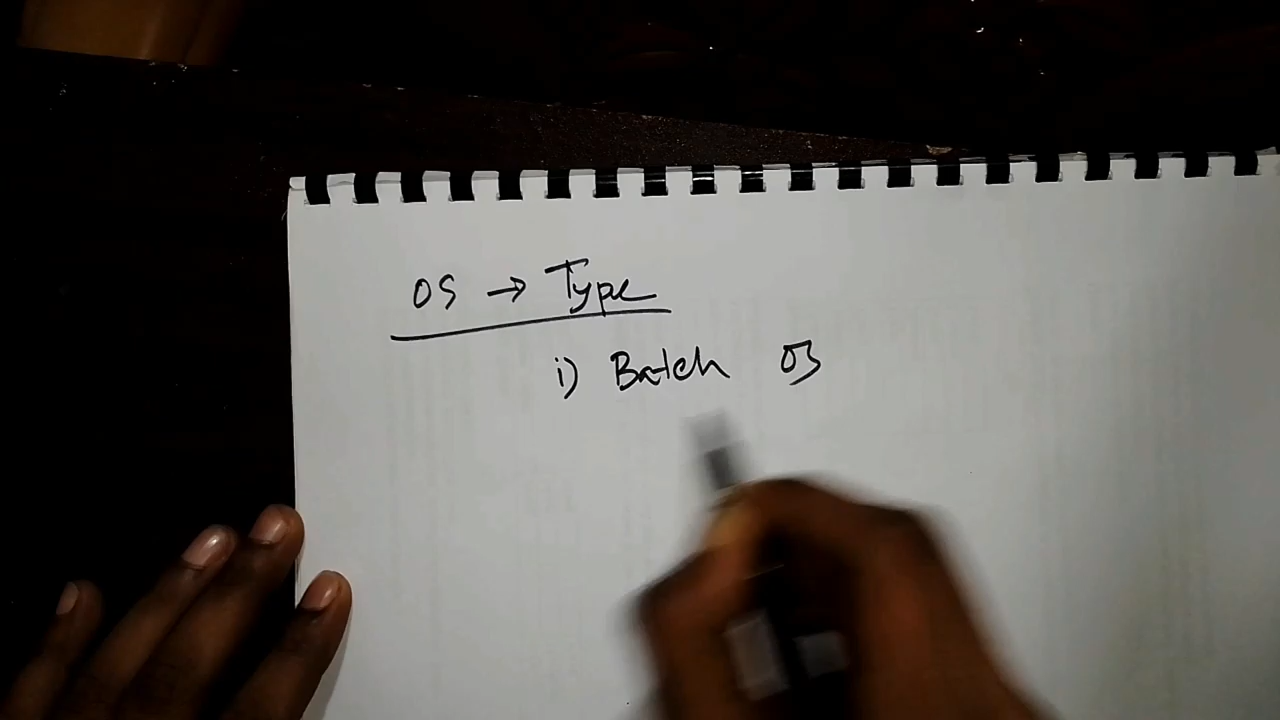 OS → Type
i) Batch OS